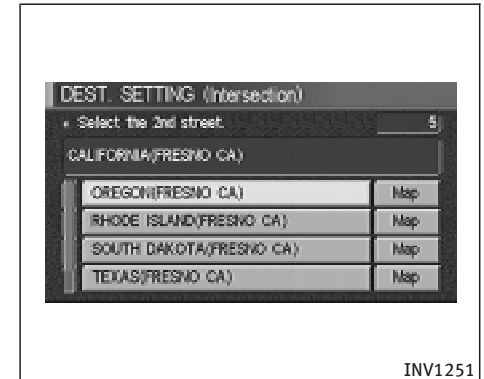 DEST. SETTING (Intersection)
Select the 2nd street. 5
CALIFORNIA(FRESNO CA)
OREGON(FRESNO CA) Map
RHODE ISLAND(FRESNO CA) Map
SOUTH DAKOTA(FRESNO CA) Map
TEXAS(FRESNO CA) Map
INV1251